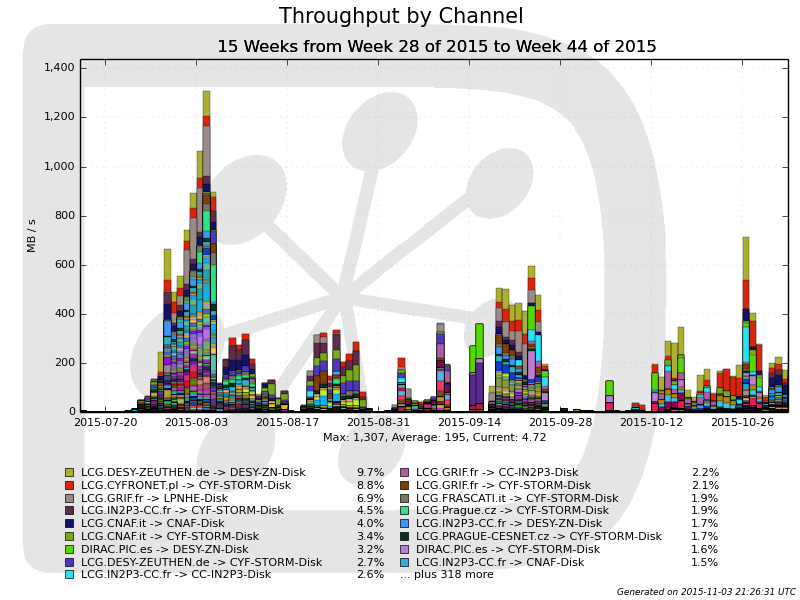 Throughput by Channel
15 Weeks from Week 28 of 2015 to Week 44 of 2015
1,400
1,200
1,000
800
600
400
200
0
MB / s
2015-07-20 2015-08-03 2015-08-17 2015-08-31 2015-09-14 2015-09-28 2015-10-12 2015-10-26
Max: 1,307, Average: 195, Current: 4.72
LCG.DESY-ZEUTHEN.de -> DESY-ZN-Disk 9.7% LCG.GRIF.fr -> CC-IN2P3-Disk 2.2%
LCG.CYFRONET.pl -> CYF-STORM-Disk 8.8% LCG.GRIF.fr -> CYF-STORM-Disk 2.1%
LCG.GRIF.fr -> LPNHE-Disk 6.9% LCG.FRASCATI.it -> CYF-STORM-Disk 1.9%
LCG.IN2P3-CC.fr -> CYF-STORM-Disk 4.5% LCG.Prague.cz -> CYF-STORM-Disk 1.9%
LCG.CNAF.it -> CNAF-Disk 4.0% LCG.IN2P3-CC.fr -> DESY-ZN-Disk 1.7%
LCG.CNAF.it -> CYF-STORM-Disk 3.4% LCG.PRAGUE-CESNET.cz -> CYF-STORM-Disk 1.7%
DIRAC.PIC.es -> DESY-ZN-Disk 3.2% DIRAC.PIC.es -> CYF-STORM-Disk 1.6%
LCG.DESY-ZEUTHEN.de -> CYF-STORM-Disk 2.7% LCG.IN2P3-CC.fr -> CNAF-Disk 1.5%
LCG.IN2P3-CC.fr -> CC-IN2P3-Disk 2.6% ... plus 318 more
Generated on 2015-11-03 21:26:31 UTC